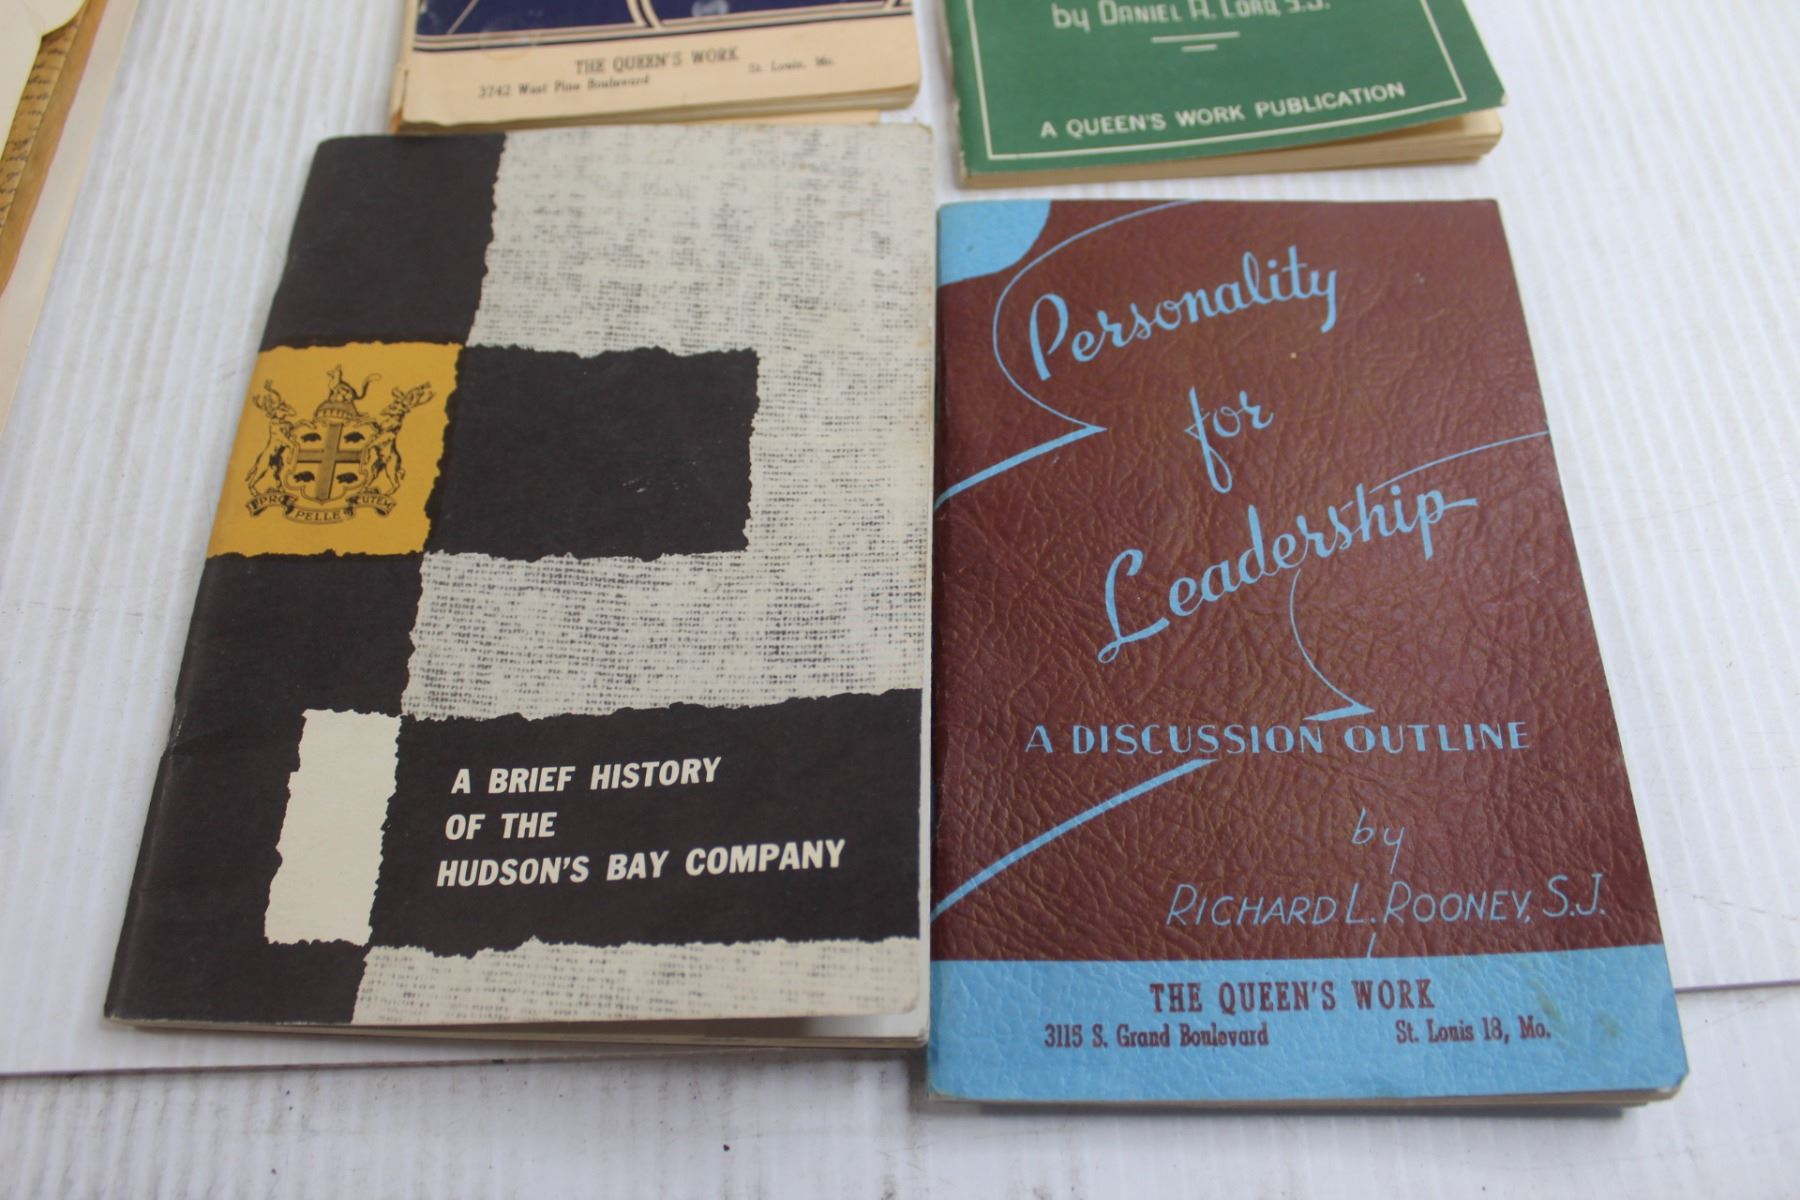 THE QUEEN'S WORK
3742 West Pine Boulevard St. Louis, Mo.
by DANIEL A. LORD, S.J.
A QUEEN'S WORK PUBLICATION
PRO PELLE CUTEM
A BRIEF HISTORY
OF THE
HUDSON'S BAY COMPANY
Personality
for
Leadership
A DISCUSSION OUTLINE
by
RICHARD L. ROONEY, S.J.
THE QUEEN'S WORK
3115 S. Grand Boulevard St. Louis 18, Mo.